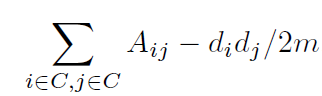 ∑ A_{ij} − d_i d_j/2m
i∈C,j∈C